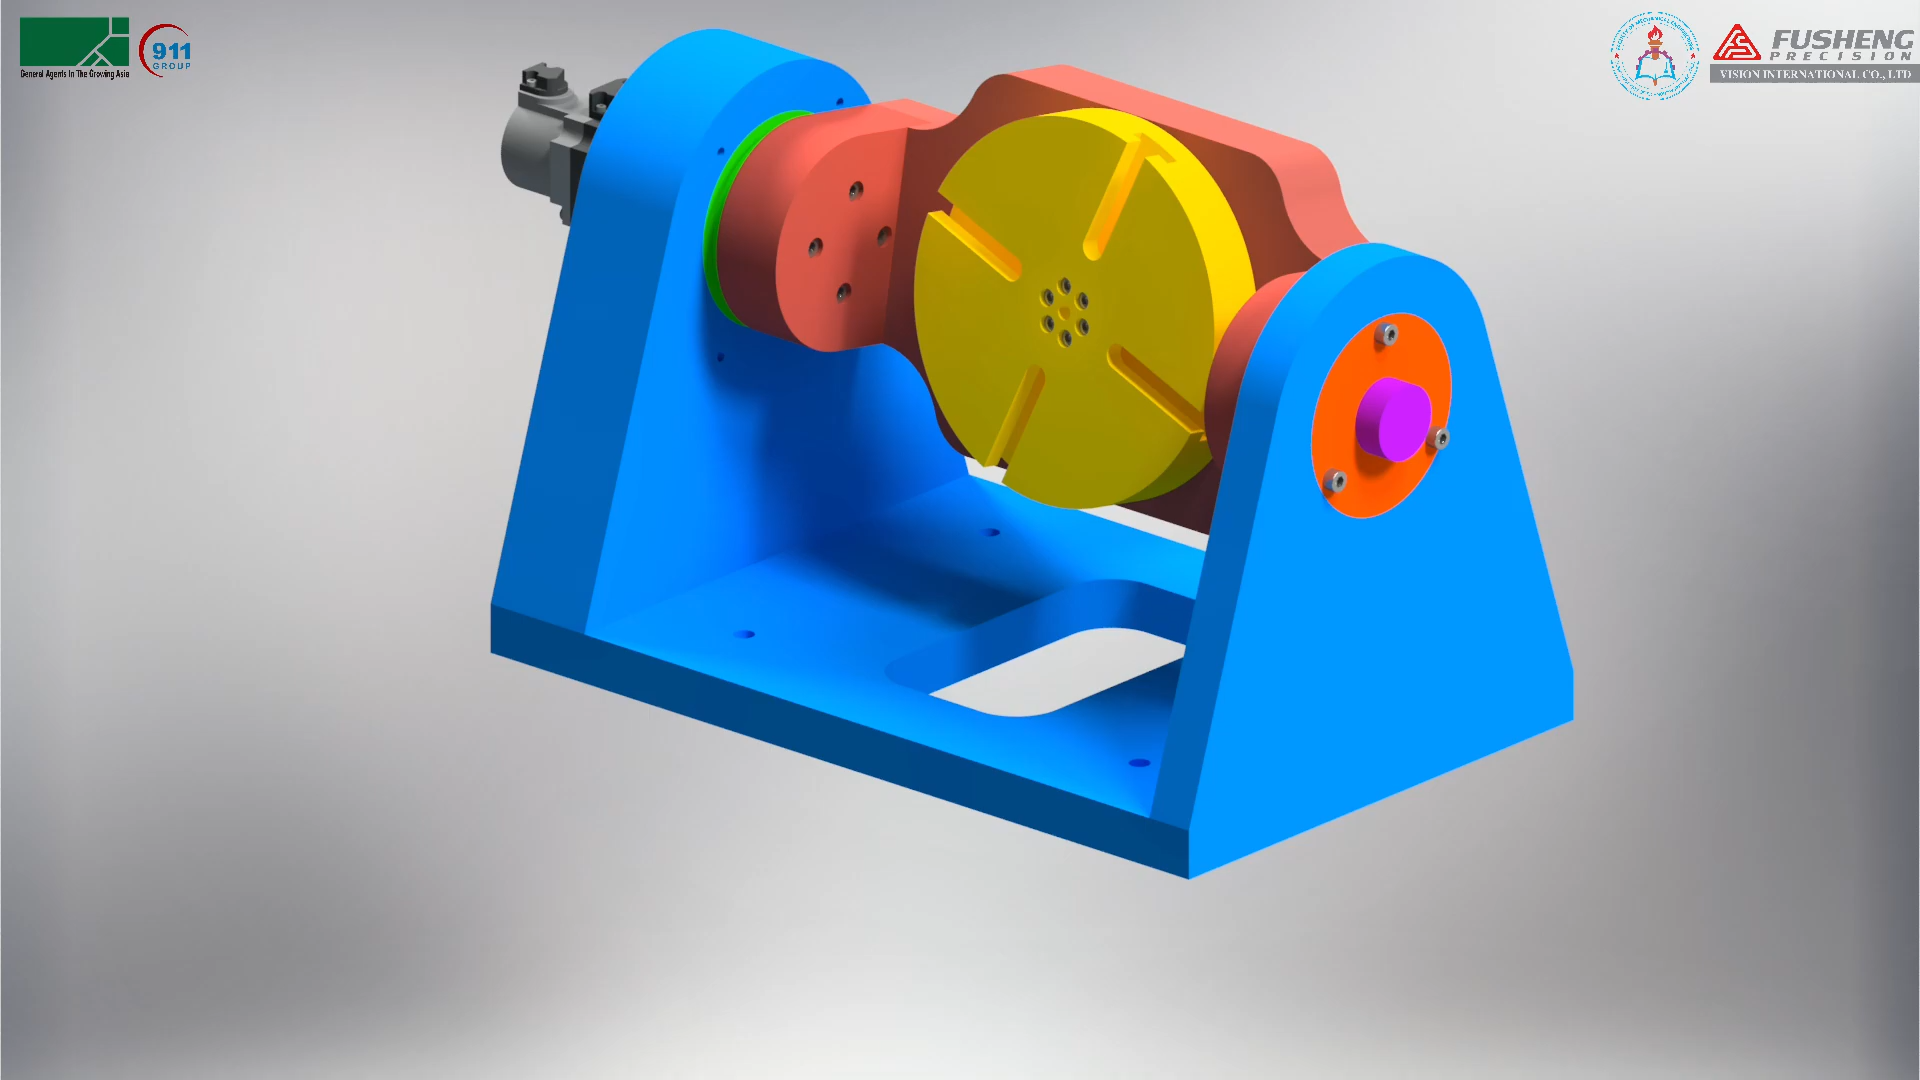 General Agents In The Growing Asia
911
GROUP
FUSHENG
PRECISION
VISION INTERNATIONAL CO., LTD